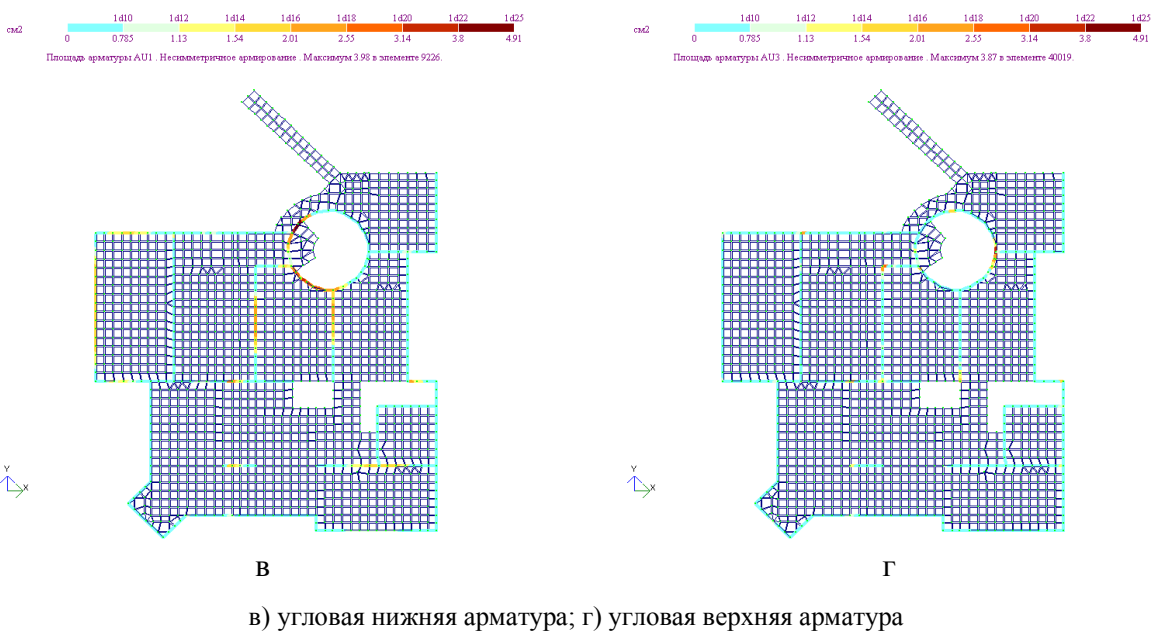 1d10 1d12 1d14 1d16 1d18 1d20 1d22 1d25
см2
0 0.785 1.13 1.54 2.01 2.55 3.14 3.8 4.91
Площадь арматуры AU1 . Несимметричное армирование . Максимум 3.98 в элементе 9226.
Y
X
в
1d10 1d12 1d14 1d16 1d18 1d20 1d22 1d25
см2
0 0.785 1.13 1.54 2.01 2.55 3.14 3.8 4.91
Площадь арматуры AU3 . Несимметричное армирование . Максимум 3.87 в элементе 40019.
Y
X
г
в) угловая нижняя арматура; г) угловая верхняя арматура